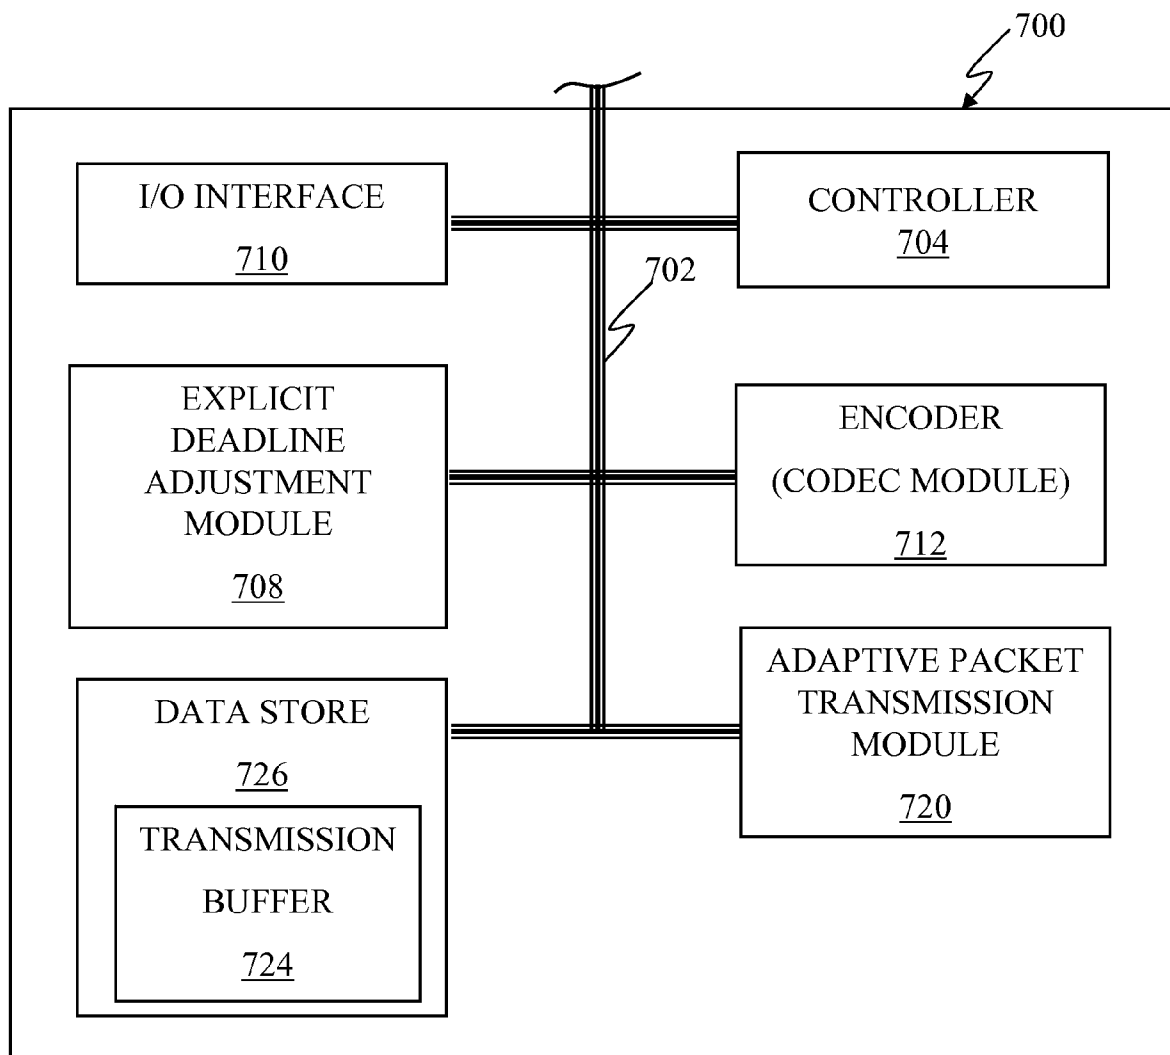 700
I/O INTERFACE
710
CONTROLLER
704
702
EXPLICIT
DEADLINE
ADJUSTMENT
MODULE
708
ENCODER
(CODEC MODULE)
712
DATA STORE
726
TRANSMISSION
BUFFER
724
ADAPTIVE PACKET
TRANSMISSION
MODULE
720